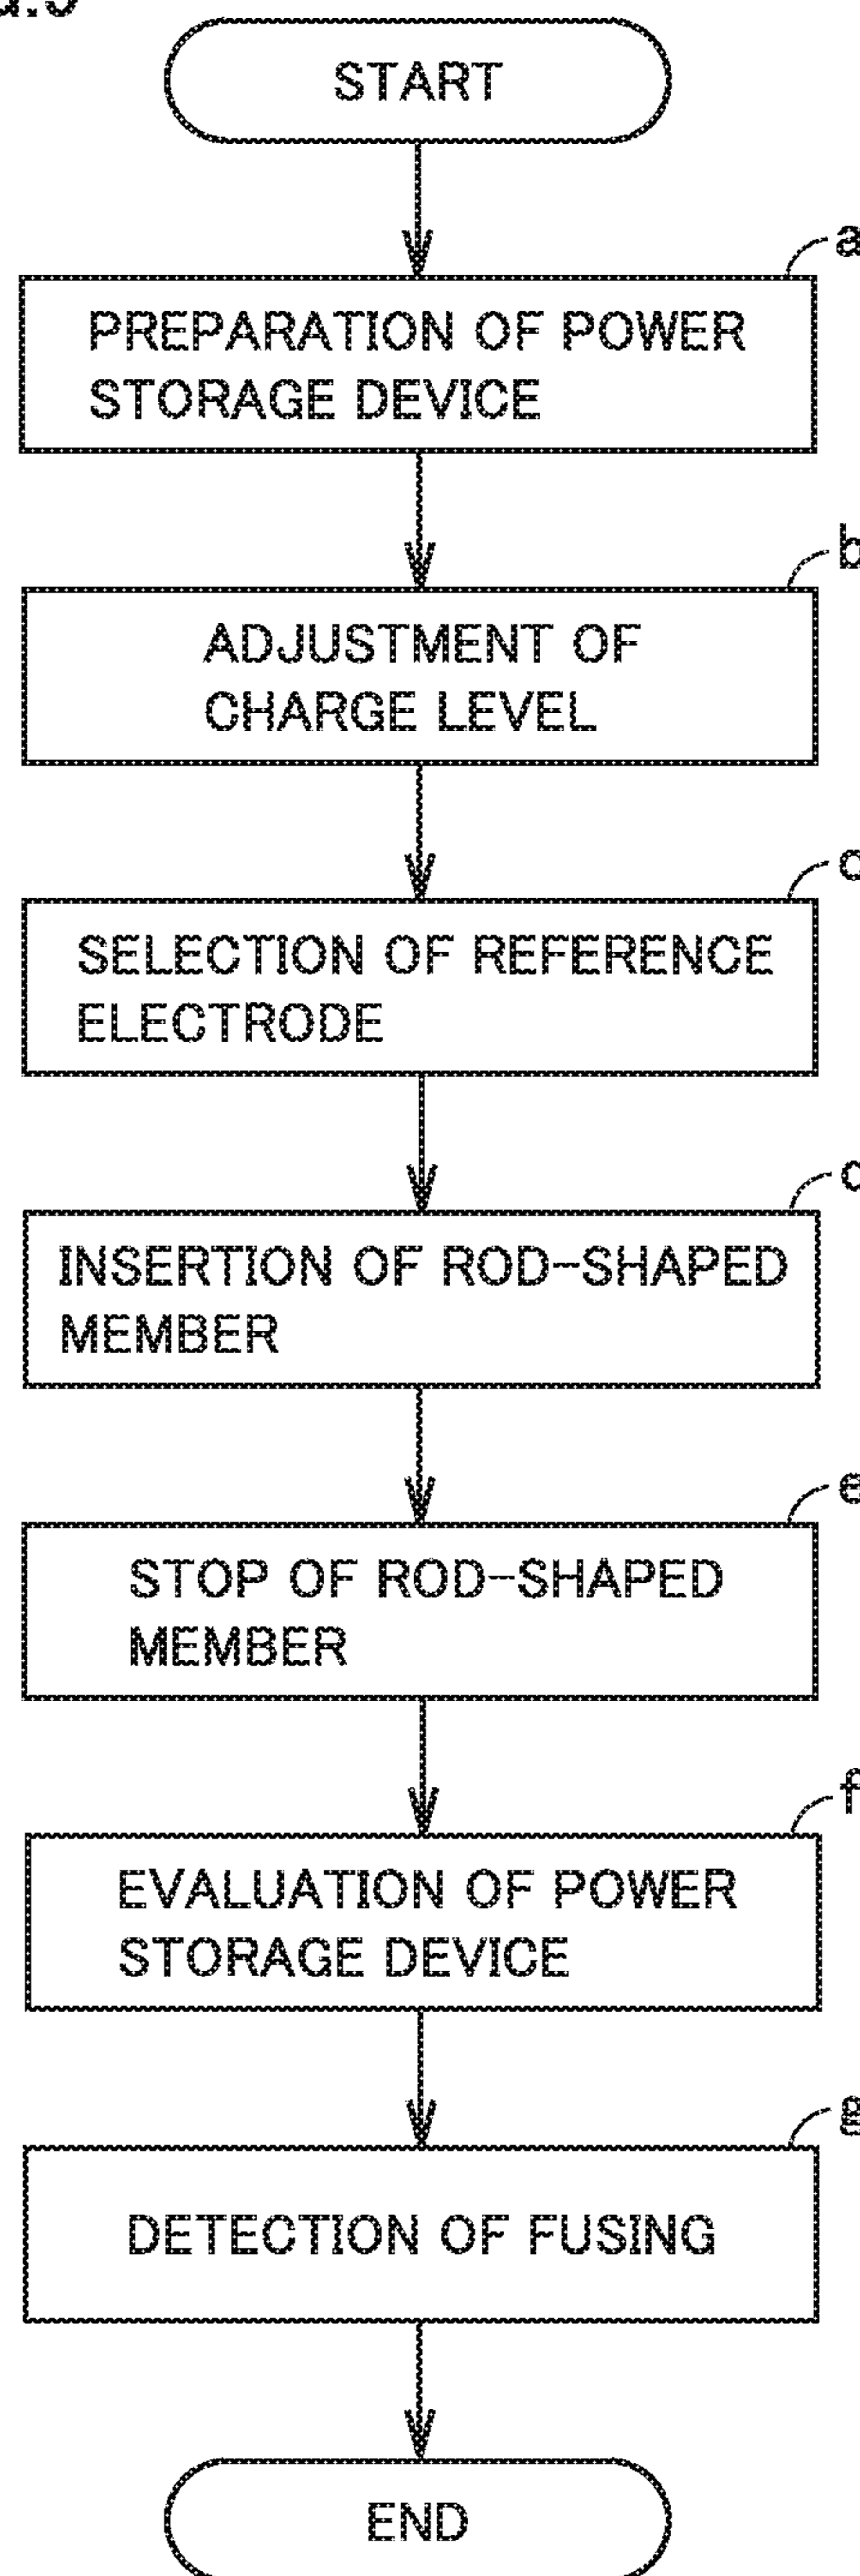 START
a
PREPARATION OF POWER
STORAGE DEVICE
b
ADJUSTMENT OF
CHARGE LEVEL
SELECTION OF REFERENCE
ELECTRODE
INSERTION OF ROD-SHAPED
MEMBER
e
STOP OF ROD-SHAPED
MEMBER
f
EVALUATION OF POWER
STORAGE DEVICE
g
DETECTION OF FUSING
END